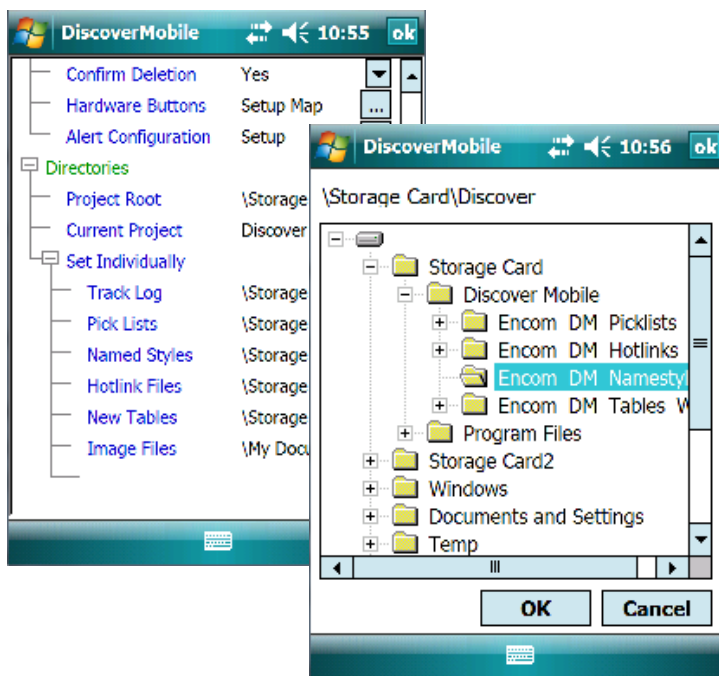 DiscoverMobile 10:55 ok
Confirm Deletion Yes
Hardware Buttons Setup Map ...
Alert Configuration Setup
Directories
Project Root \Storage
Current Project Discover
Set Individually
Track Log \Storage
Pick Lists \Storage
Named Styles \Storage
Hotlink Files \Storage
New Tables \Storage
Image Files \My Docu
DiscoverMobile 10:56 ok
\Storage Card\Discover
Storage Card
Discover Mobile
Encom DM Picklists
Encom DM Hotlinks
Encom DM Namestyl
Encom DM Tables W
Program Files
Storage Card2
Windows
Documents and Settings
Temp
OK Cancel